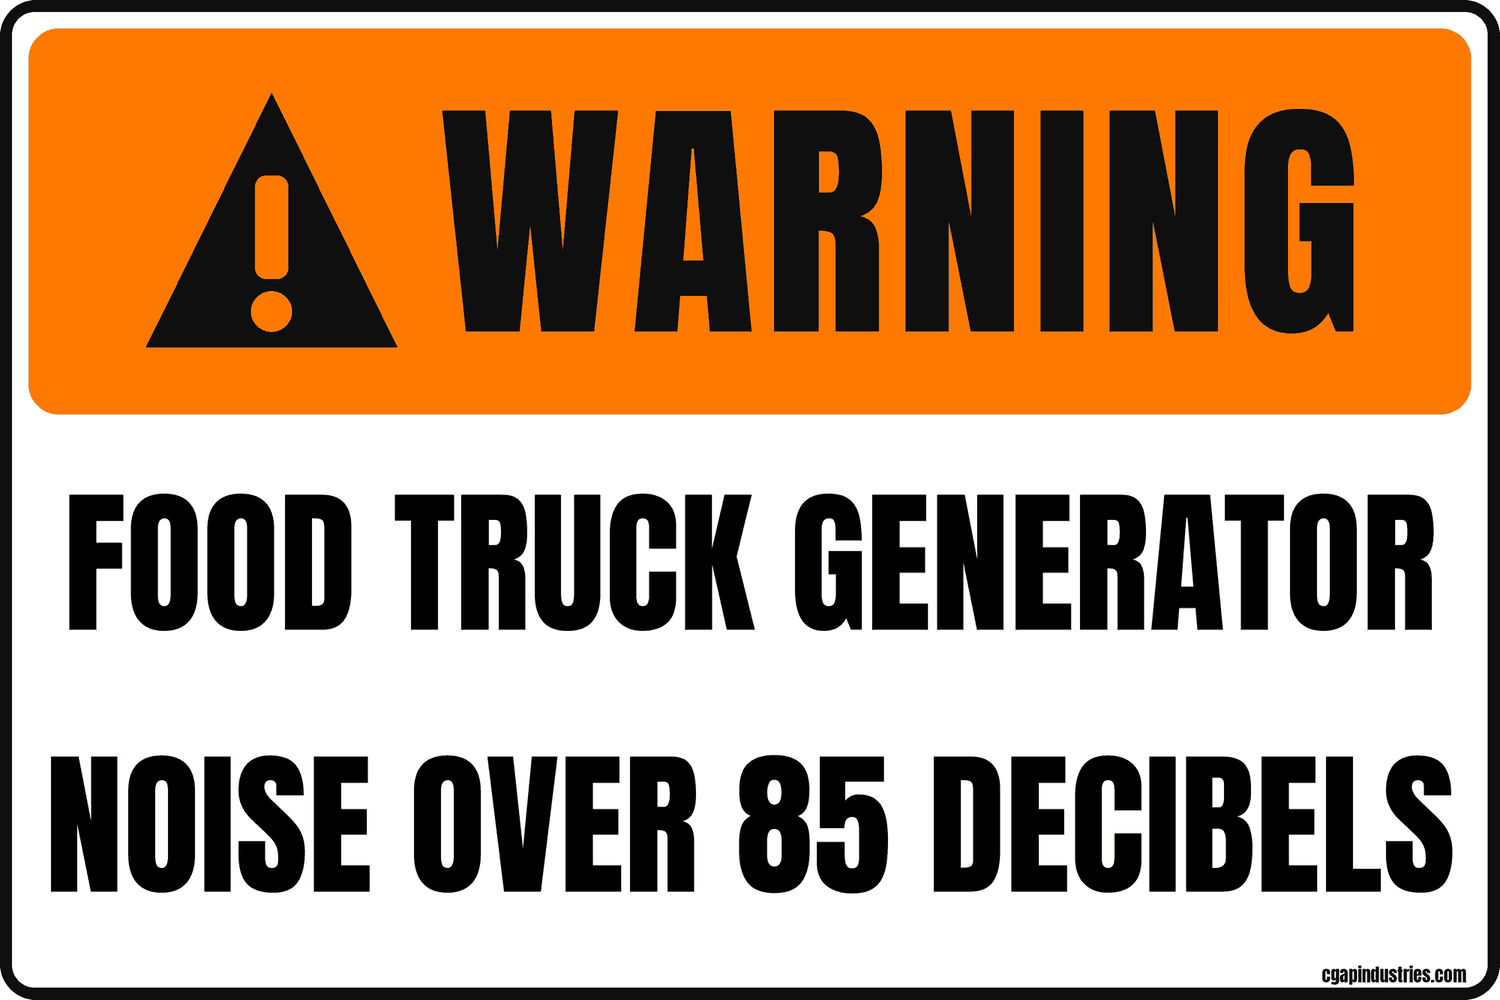 WARNING
FOOD TRUCK GENERATOR
NOISE OVER 85 DECIBELS
cgapindustries.com